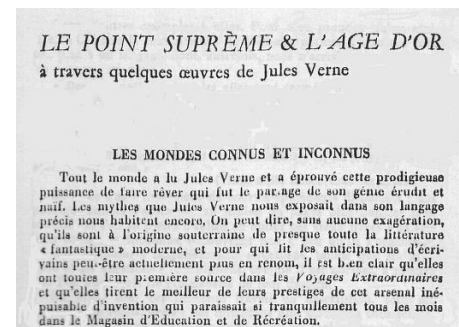 LE POINT SUPRÈME & L'AGE D'OR
à travers quelques œuvres de Jules Verne
LES MONDES CONNUS ET INCONNUS
Tout le monde a lu Jules Verne et a éprouvé cette prodigieuse
puissance de faire rêver qui fut le partage de son génie érudit et
naïf. Les mythes que Jules Verne nous exposait dans son langage
précis nous habitent encore. On peut dire, sans aucune exagération,
qu'ils sont à l'origine souterraine de presque toute la littérature
« fantastique » moderne, et pour qui lit les anticipations d'écri-
vains peut-être actuellement plus en renom, il est bien clair qu'elles
ont toutes leur première source dans les Voyages Extraordinaires
et qu'elles tirent le meilleur de leurs prestiges de cet arsenal iné-
puisable d'invention qui paraissait si tranquillement tous les mois
dans le Magasin d'Education et de Récréation.